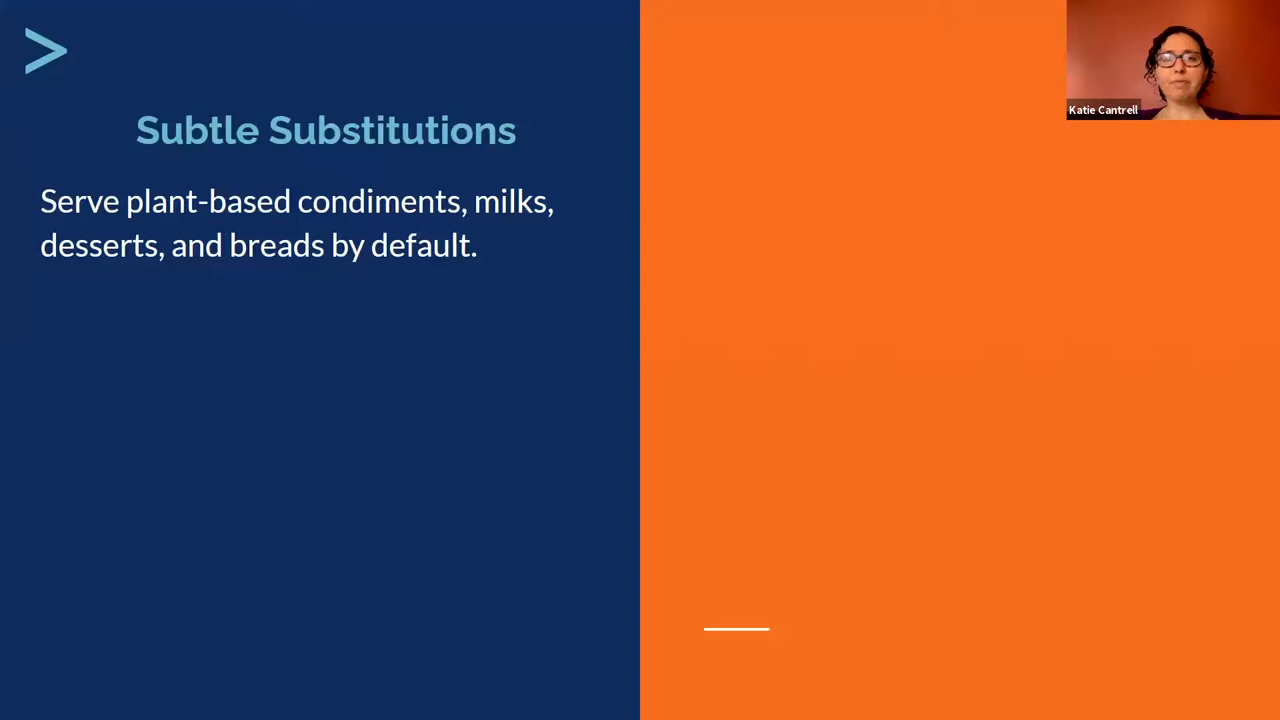 >
Subtle Substitutions
Serve plant-based condiments, milks,
desserts, and breads by default.
Katie Cantrell